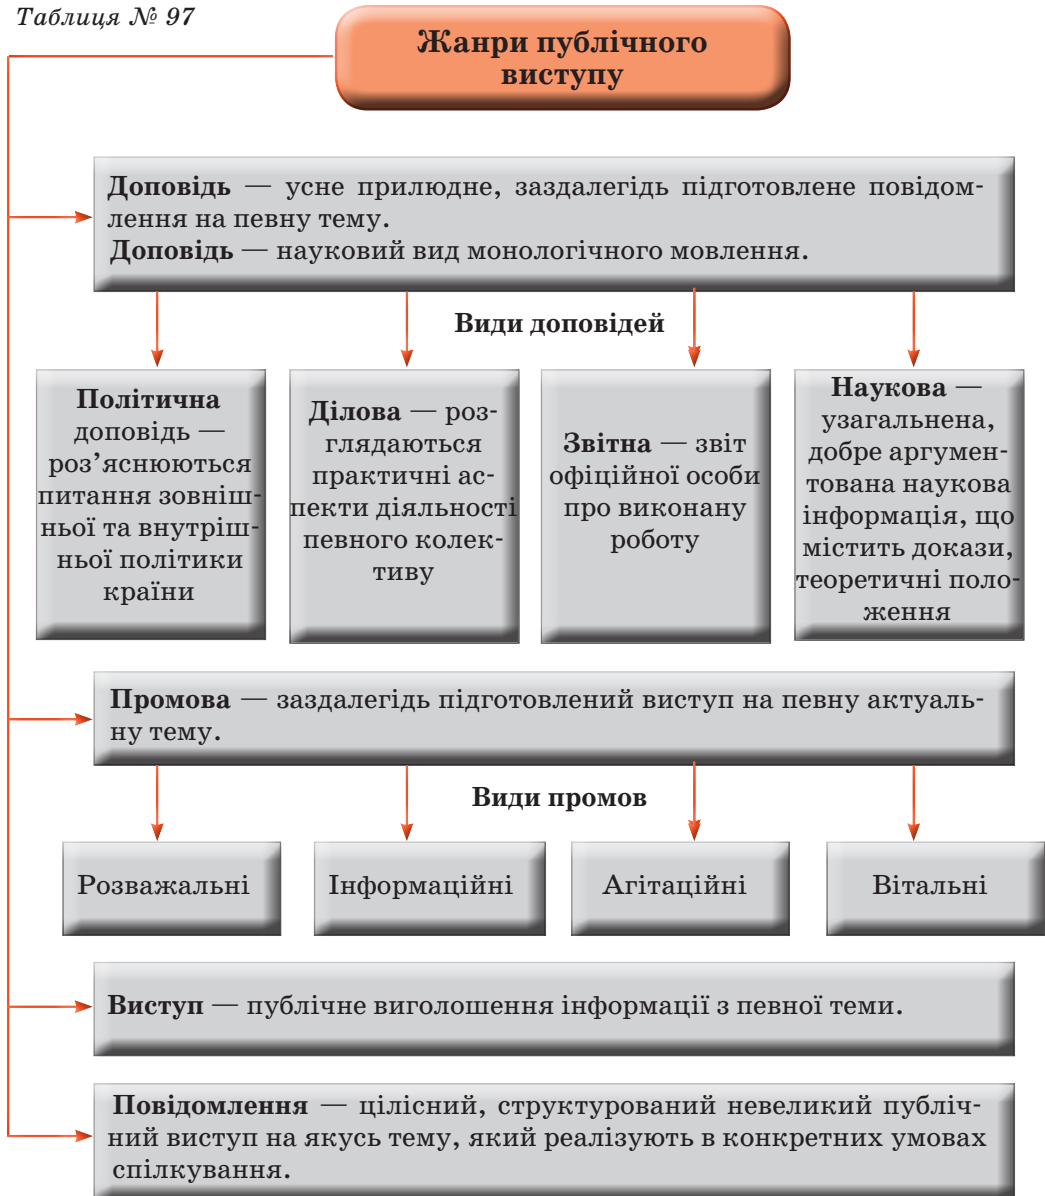 Таблиця № 97
Жанри публічного
виступу
Доповідь — усне прилюдне, заздалегідь підготовлене повідом-
лення на певну тему.
Доповідь — науковий вид монологічного мовлення.
Види доповідей
Політична
доповідь —
роз’яснюються
питання зовніш-
ньої та внутріш-
ньої політики
країни
Ділова — роз-
глядаються
практичні ас-
пекти діяльності
певного колек-
тиву
Звітна — звіт
офіційної особи
про виконану
роботу
Наукова —
узагальнена,
добре аргумен-
тована наукова
інформація, що
містить докази,
теоретичні поло-
ження
Промова — заздалегідь підготовлений виступ на певну актуаль-
ну тему.
Види промов
Розважальні
Інформаційні
Агітаційні
Вітальні
Виступ — публічне виголошення інформації з певної теми.
Повідомлення — цілісний, структурований невеликий публіч-
ний виступ на якусь тему, який реалізують в конкретних умовах
спілкування.